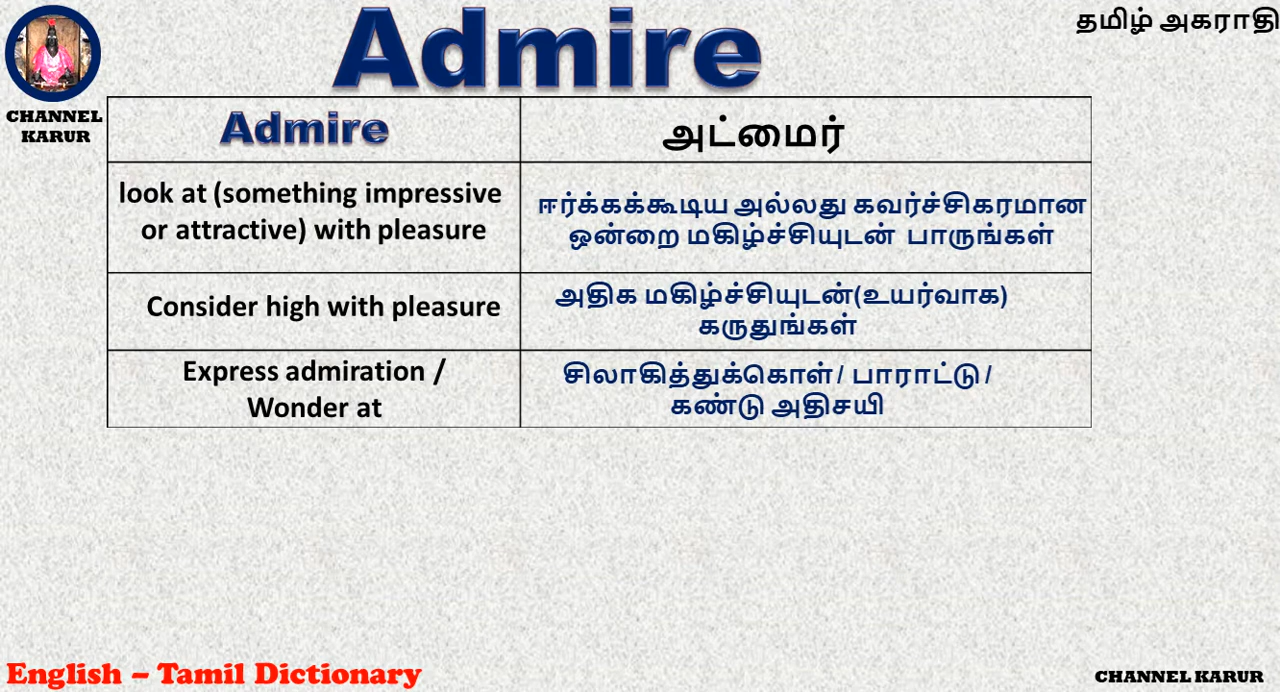 Admire
தமிழ் அகராதி
CHANNEL
KARUR
Admire
அட்மைர்
look at (something impressive
or attractive) with pleasure
ஈர்க்கக்கூடிய அல்லது கவர்ச்சிகரமான
ஒன்றை மகிழ்ச்சியுடன் பாருங்கள்
Consider high with pleasure
அதிக மகிழ்ச்சியுடன்(உயர்வாக)
கருதுங்கள்
Express admiration /
Wonder at
சிலாகித்துக்கொள் / பாராட்டு /
கண்டு அதிசயி
English – Tamil Dictionary
CHANNEL KARUR